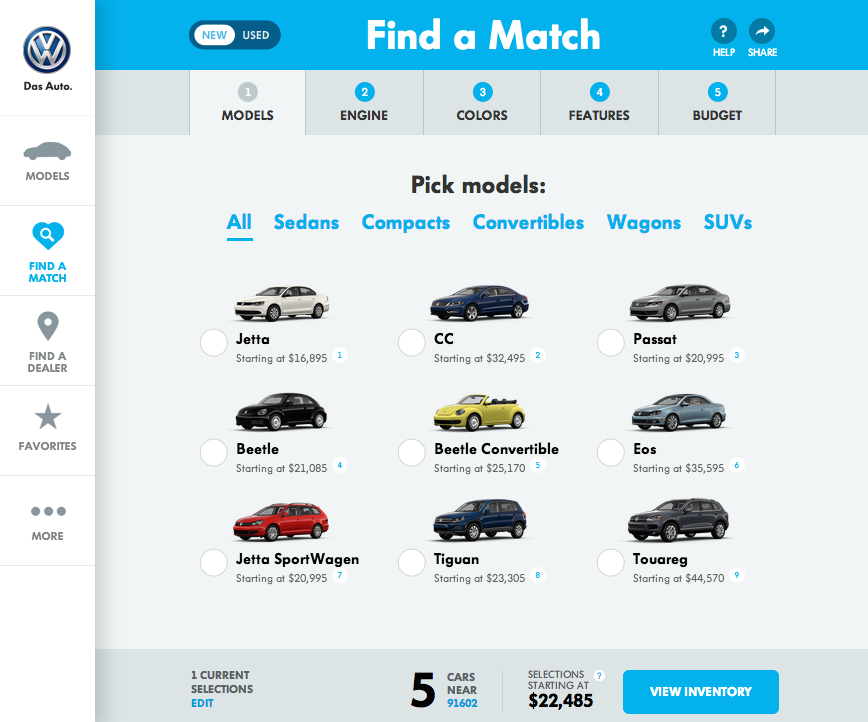 NEW USED
Find a Match
?
HELP SHARE
Das Auto.
MODELS
FIND A
MATCH
FIND A
DEALER
FAVORITES
MORE
1 2 3 4 5
MODELS ENGINE COLORS FEATURES BUDGET
Pick models:
All Sedans Compacts Convertibles Wagons SUVs
Jetta
Starting at $16,895 1
CC
Starting at $32,495 2
Passat
Starting at $20,995 3
Beetle
Starting at $21,085 4
Beetle Convertible
Starting at $25,170 5
Eos
Starting at $35,595 6
Jetta SportWagen
Starting at $20,995 7
Tiguan
Starting at $23,305 8
Touareg
Starting at $44,570 9
1 CURRENT
SELECTIONS
EDIT
5
CARS
NEAR
91602
SELECTIONS ?
STARTING AT
$22,485
VIEW INVENTORY